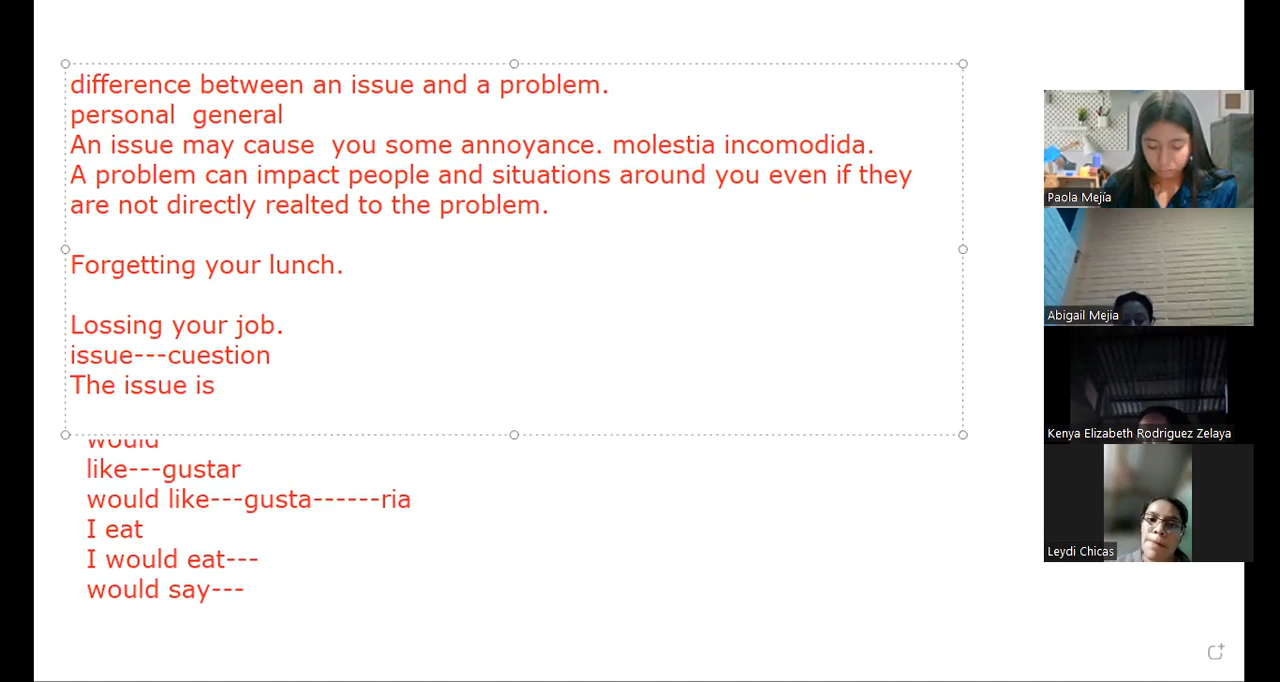 difference between an issue and a problem.
personal general
An issue may cause you some annoyance. molestia incomodida.
A problem can impact people and situations around you even if they
are not directly realted to the problem.
Forgetting your lunch.
Lossing your job.
issue---cuestion
The issue is
would
like---gustar
would like---gusta------ria
I eat
I would eat---
would say---
Paola Mejía
Abigail Mejia
Kenya Elizabeth Rodriguez Zelaya
Leydi Chicas